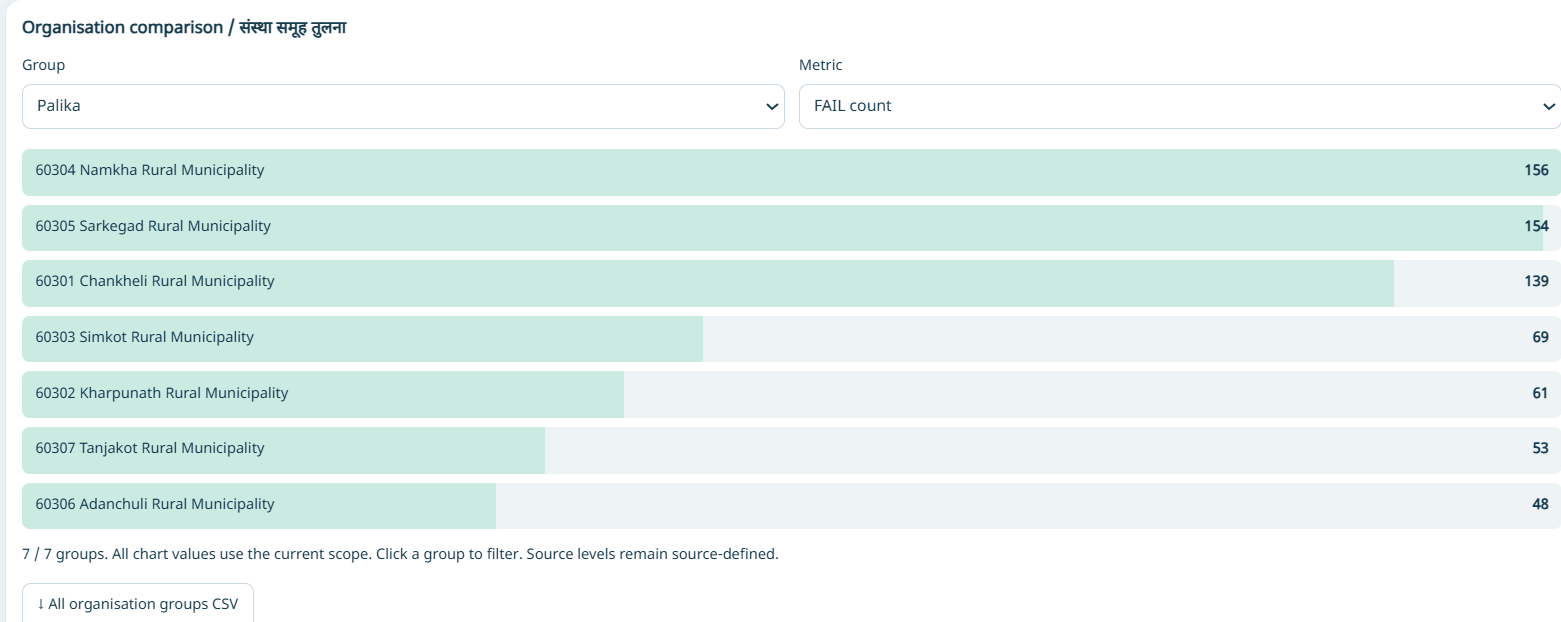 Organisation comparison / संस्था समूह तुलना
Group
Metric
Palika
FAIL count
60304 Namkha Rural Municipality 156
60305 Sarkegad Rural Municipality 154
60301 Chankheli Rural Municipality 139
60303 Simkot Rural Municipality 69
60302 Kharpunath Rural Municipality 61
60307 Tanjakot Rural Municipality 53
60306 Adanchuli Rural Municipality 48
7 / 7 groups. All chart values use the current scope. Click a group to filter. Source levels remain source-defined.
↓ All organisation groups CSV